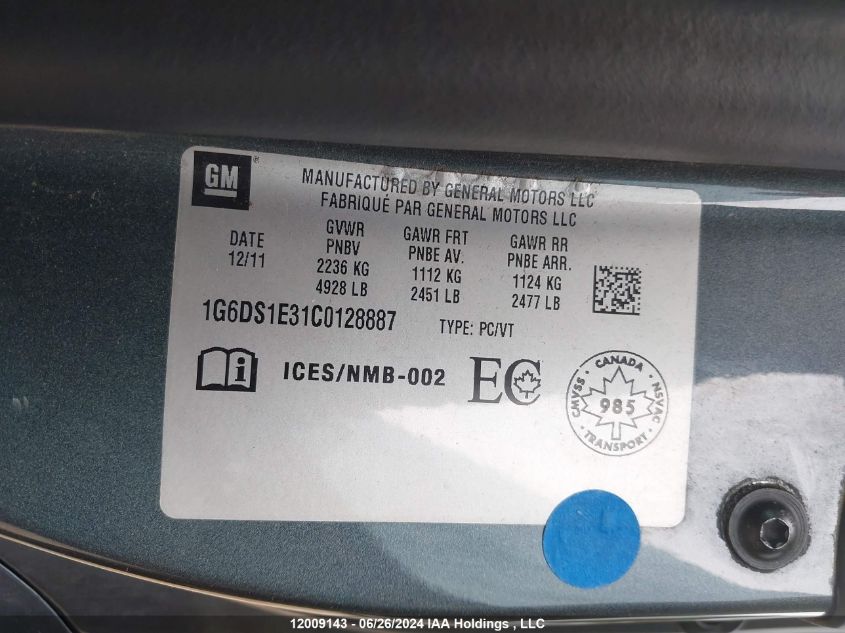 GM ®
MANUFACTURED BY GENERAL MOTORS LLC
FABRIQUÉ PAR GENERAL MOTORS LLC
DATE
12/11
GVWR
PNBV
2236 KG
4928 LB
GAWR FRT
PNBE AV.
1112 KG
2451 LB
GAWR RR
PNBE ARR.
1124 KG
2477 LB
1G6DS1E31C0128887
TYPE: PC/VT
i
ICES/NMB-002
EC
CANADA
CMVSS
NSVAC
985
TRANSPORT
12009143 - 06/26/2024 IAA Holdings , LLC